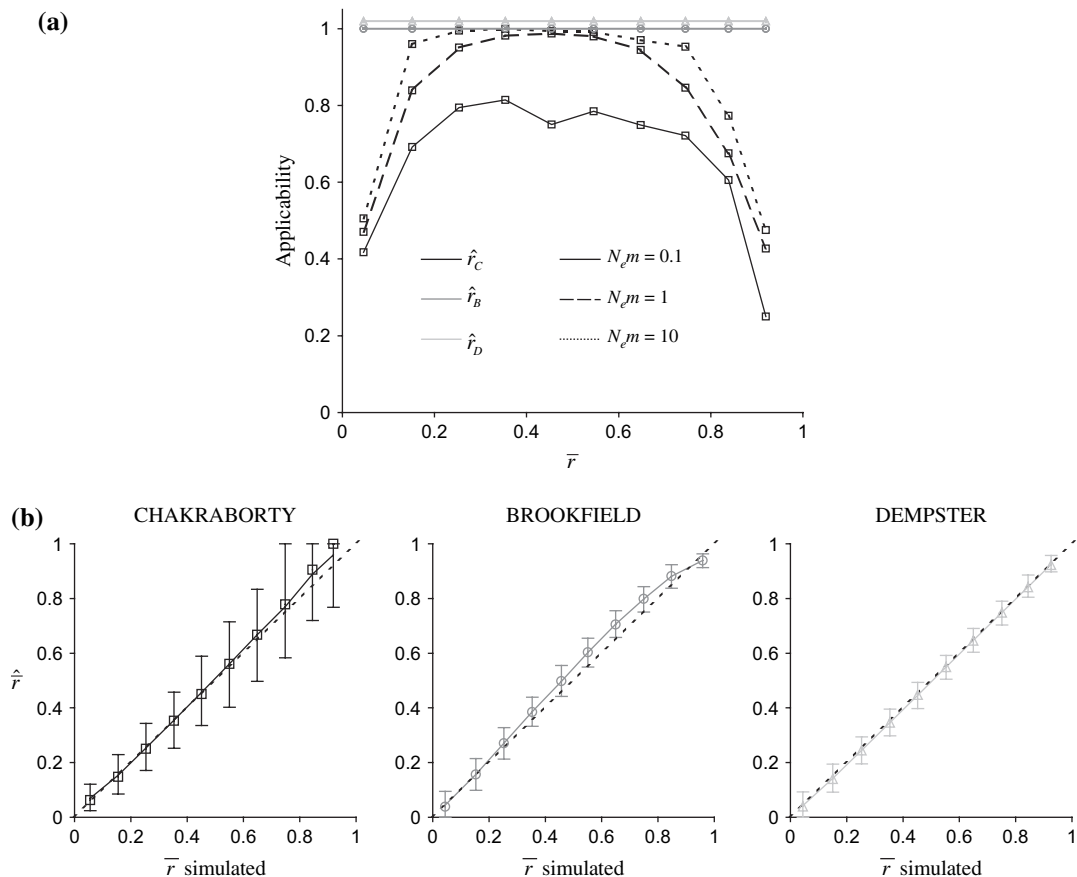 (a)
Applicability
1
0.8
0.6
0.4
0.2
0
r̂_C
N_e m = 0.1
r̂_B
N_e m = 1
r̂_D
N_e m = 10
0 0.2 0.4 0.6 0.8 1
r̅
(b)
CHAKRABORTY BROOKFIELD DEMPSTER
r̅̂
1
0.8
0.6
0.4
0.2
0
0 0.2 0.4 0.6 0.8 1
r̅ simulated
1
0.8
0.6
0.4
0.2
0
0 0.2 0.4 0.6 0.8 1
r̅ simulated
1
0.8
0.6
0.4
0.2
0
0 0.2 0.4 0.6 0.8 1
r̅ simulated